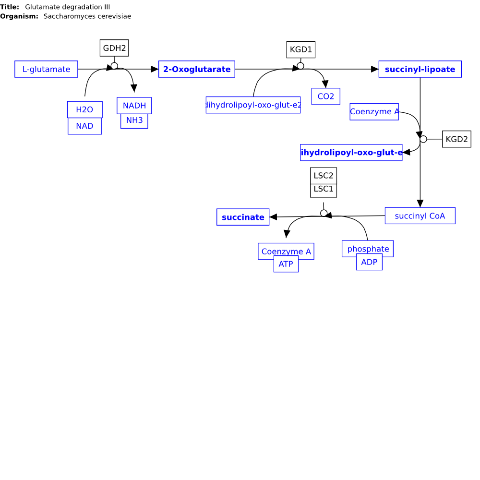 Title: Glutamate degradation III
Organism: Saccharomyces cerevisiae
GDH2
KGD1
L-glutamate
2-Oxoglutarate
succinyl-lipoate
CO2
NADH
dihydrolipoyl-oxo-glut-e2
H2O
Coenzyme A
NH3
NAD
KGD2
dihydrolipoyl-oxo-glut-e
LSC2
LSC1
succinate
succinyl CoA
Coenzyme A
phosphate
ATP
ADP